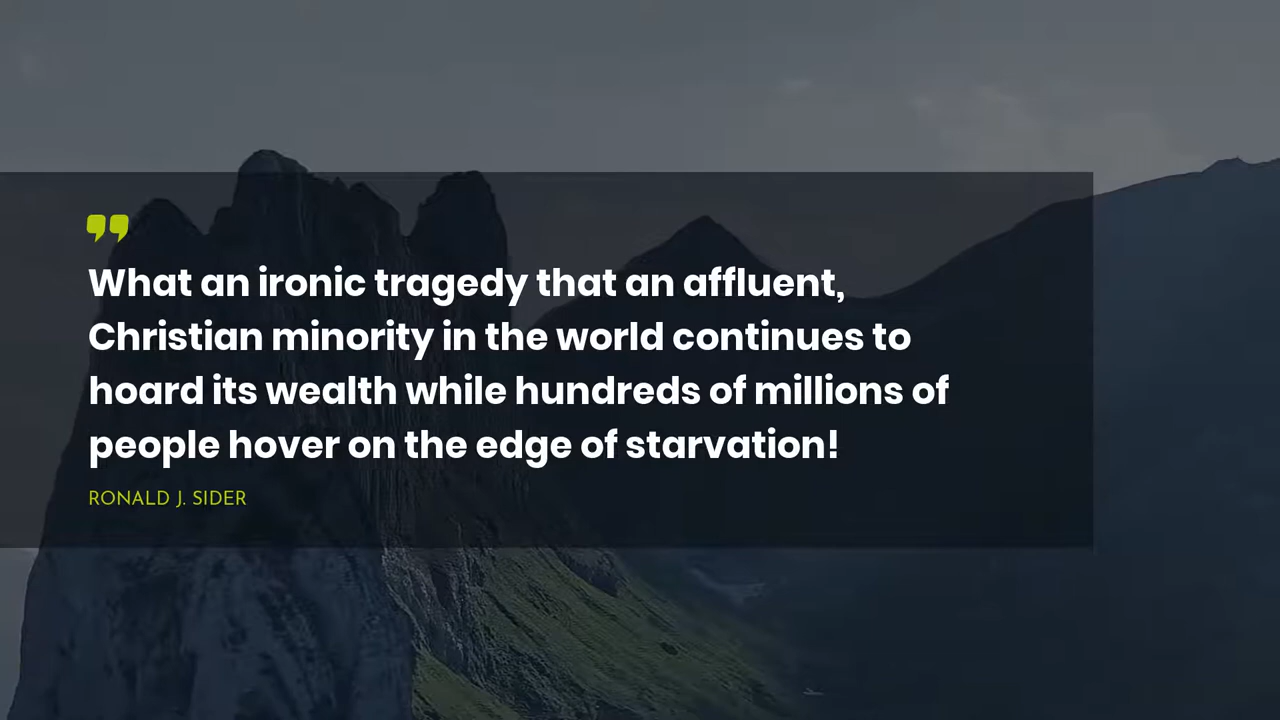 What an ironic tragedy that an affluent,
Christian minority in the world continues to
hoard its wealth while hundreds of millions of
people hover on the edge of starvation!
RONALD J. SIDER